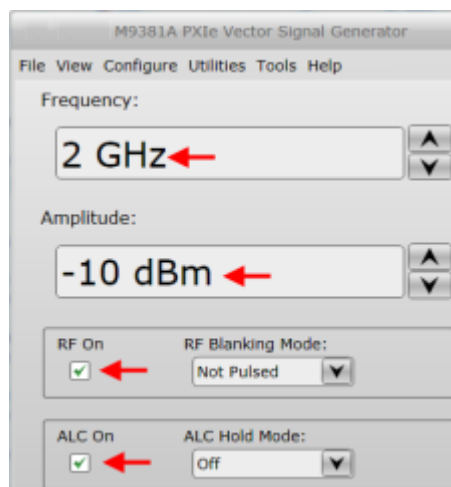 M9381A PXIe Vector Signal Generator
File View Configure Utilities Tools Help
Frequency:
2 GHz
Amplitude:
-10 dBm
RF On RF Blanking Mode:
Not Pulsed
ALC On ALC Hold Mode:
Off